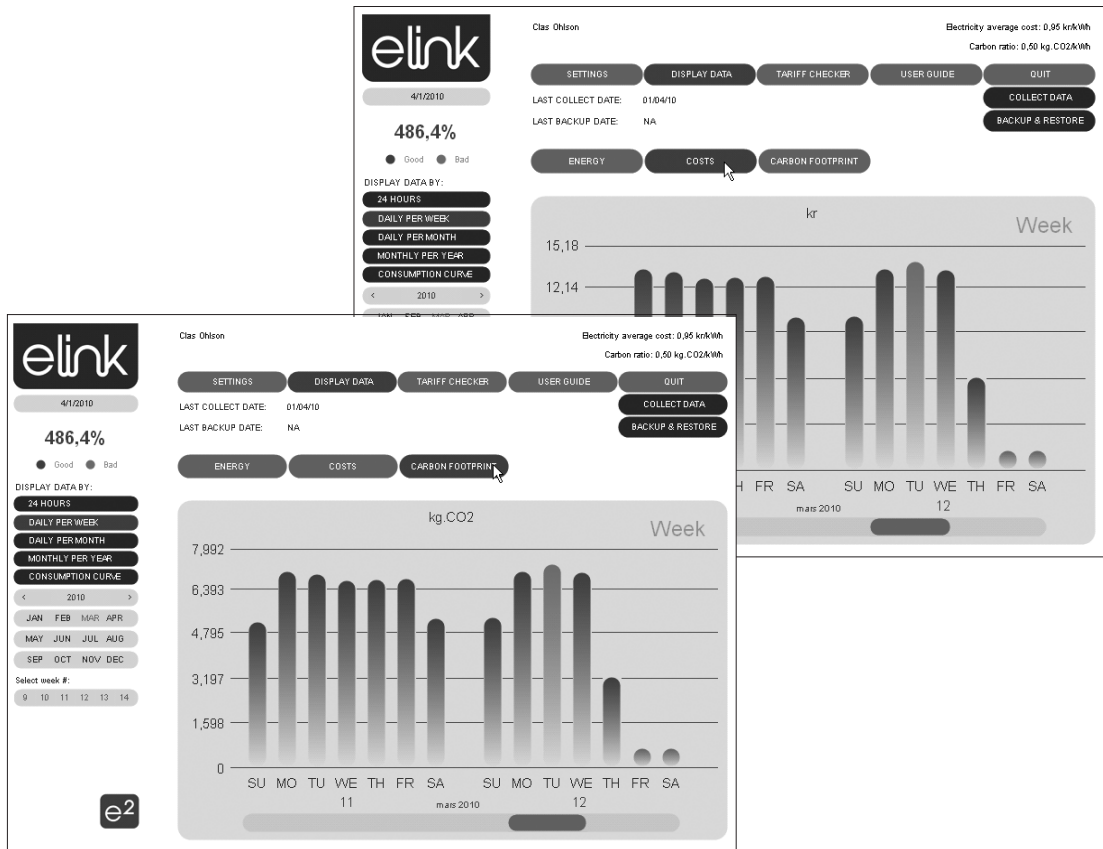 elink
Clas Ohlson
Electricity average cost: 0,95 kr/kWh
Carbon ratio: 0,50 kg.CO2/kWh
4/1/2010
SETTINGS DISPLAY DATA TARIFF CHECKER USER GUIDE QUIT
LAST COLLECT DATE: 01/04/10
COLLECT DATA
LAST BACKUP DATE: NA
BACKUP & RESTORE
486,4%
Good Bad
ENERGY COSTS CARBON FOOTPRINT
DISPLAY DATA BY:
24 HOURS
DAILY PER WEEK
DAILY PER MONTH
MONTHLY PER YEAR
CONSUMPTION CURVE
< 2010 >
JAN FEB MAR APR
kr
Week
15,18
12,14
H FR SA SU MO TU WE TH FR SA
mars 2010 12
elink
Clas Ohlson
Electricity average cost: 0,95 kr/kWh
Carbon ratio: 0,50 kg.CO2/kWh
4/1/2010
SETTINGS DISPLAY DATA TARIFF CHECKER USER GUIDE QUIT
LAST COLLECT DATE: 01/04/10
COLLECT DATA
LAST BACKUP DATE: NA
BACKUP & RESTORE
486,4%
Good Bad
ENERGY COSTS CARBON FOOTPRINT
DISPLAY DATA BY:
24 HOURS
DAILY PER WEEK
DAILY PER MONTH
MONTHLY PER YEAR
CONSUMPTION CURVE
< 2010 >
JAN FEB MAR APR
MAY JUN JUL AUG
SEP OCT NOV DEC
Select week #:
9 10 11 12 13 14
e2
kg.CO2
Week
7,992
6,393
4,795
3,197
1,598
0
SU MO TU WE TH FR SA SU MO TU WE TH FR SA
11 mars 2010 12